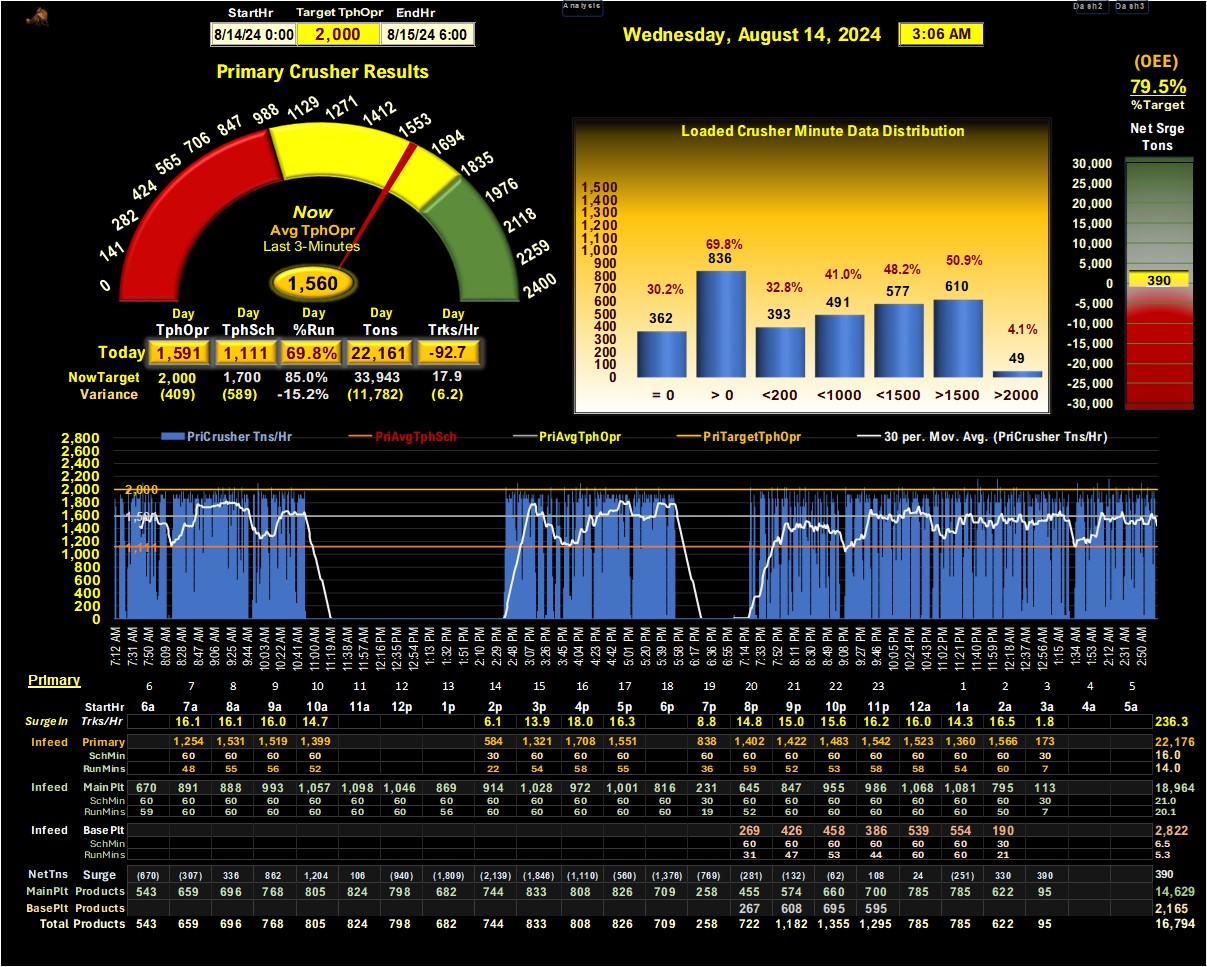 Analysis Dash2 Dash3
StartHr Target TphOpr EndHr
8/14/24 0:00 2,000 8/15/24 6:00
Wednesday, August 14, 2024 3:06 AM
(OEE)
79.5%
%Target
Primary Crusher Results
0 141 282 424 565 706 847 988 1129 1271 1412 1553 1694 1835 1976 2118 2259 2400
Now
Avg TphOpr
Last 3-Minutes
1,560
Day Day Day Day Day
TphOpr TphSch %Run Tons Trks/Hr
Today 1,591 1,111 69.8% 22,161 -92.7
NowTarget 2,000 1,700 85.0% 33,943 17.9
Variance (409) (589) -15.2% (11,782) (6.2)
Loaded Crusher Minute Data Distribution
1,500
1,400
1,300
1,200
1,100
1,000
900
800
700
600
500
400
300
200
100
0
30.2% 69.8% 32.8% 41.0% 48.2% 50.9% 4.1%
362 836 393 491 577 610 49
= 0 > 0 <200 <1000 <1500 >1500 >2000
Net Srge
Tons
30,000
25,000
20,000
15,000
10,000
5,000
0
-5,000
-10,000
-15,000
-20,000
-25,000
-30,000
390
PriCrusher Tns/Hr PriAvgTphSch PriAvgTphOpr PriTargetTphOpr 30 per. Mov. Avg. (PriCrusher Tns/Hr)
2,800
2,600
2,400
2,200
2,000
1,800
1,600
1,400
1,200
1,000
800
600
400
200
0
2,000
1,111
7:12 AM 7:31 AM 7:50 AM 8:09 AM 8:28 AM 8:47 AM 9:06 AM 9:25 AM 9:44 AM 10:03 AM 10:22 AM 10:41 AM 11:00 AM 11:19 AM 11:38 AM 11:57 AM 12:16 PM 12:35 PM 12:54 PM 1:13 PM 1:32 PM 1:51 PM 2:10 PM 2:29 PM 2:48 PM 3:07 PM 3:26 PM 3:45 PM 4:04 PM 4:23 PM 4:42 PM 5:01 PM 5:20 PM 5:39 PM 5:58 PM 6:17 PM 6:36 PM 6:55 PM 7:14 PM 7:33 PM 7:52 PM 8:11 PM 8:30 PM 8:49 PM 9:08 PM 9:27 PM 9:46 PM 10:05 PM 10:24 PM 10:43 PM 11:02 PM 11:21 PM 11:40 PM 11:59 PM 12:18 AM 12:37 AM 12:56 AM 1:15 AM 1:34 AM 1:53 AM 2:12 AM 2:31 AM 2:50 AM
Primary
6 7 8 9 10 11 12 13 14 15 16 17 18 19 20 21 22 23 1 2 3 4 5
StartHr 6a 7a 8a 9a 10a 11a 12p 1p 2p 3p 4p 5p 6p 7p 8p 9p 10p 11p 12a 1a 2a 3a 4a 5a
SurgeIn Trks/Hr 16.1 16.1 16.0 14.7 6.1 13.9 18.0 16.3 8.8 14.8 15.0 15.6 16.2 16.0 14.3 16.5 1.8 236.3
Infeed Primary 1,254 1,531 1,519 1,399 584 1,321 1,708 1,551 838 1,402 1,422 1,483 1,542 1,523 1,360 1,566 173 22,176
SchMin 60 60 60 60 30 60 60 60 60 60 60 60 60 60 60 60 30 16.0
RunMins 48 55 56 52 22 54 58 55 36 59 52 53 58 58 54 60 7 14.0
Infeed MainPlt 670 891 888 993 1,057 1,098 1,046 869 914 1,028 972 1,001 816 231 645 847 955 986 1,068 1,081 795 113 18,964
SchMin 60 60 60 60 60 60 60 60 60 60 60 60 60 30 60 60 60 60 60 60 60 30 21.0
RunMins 59 60 60 60 60 60 60 56 60 60 60 60 60 19 52 60 60 60 60 60 50 7 20.1
Infeed Base Plt 269 426 458 386 539 554 190 2,822
SchMin 60 60 60 60 60 60 30 6.5
RunMins 31 47 53 44 60 60 21 5.3
NetTns Surge (670) (307) 336 862 1,204 106 (940) (1,809) (2,139) (1,846) (1,110) (560) (1,376) (769) (281) (132) (62) 108 24 (251) 330 390 390
MainPlt Products 543 659 696 768 805 824 798 682 744 833 808 826 709 258 455 574 660 700 785 785 622 95 14,629
BasePlt Products 267 608 695 595 2,165
Total Products 543 659 696 768 805 824 798 682 744 833 808 826 709 258 722 1,182 1,355 1,295 785 785 622 95 16,794